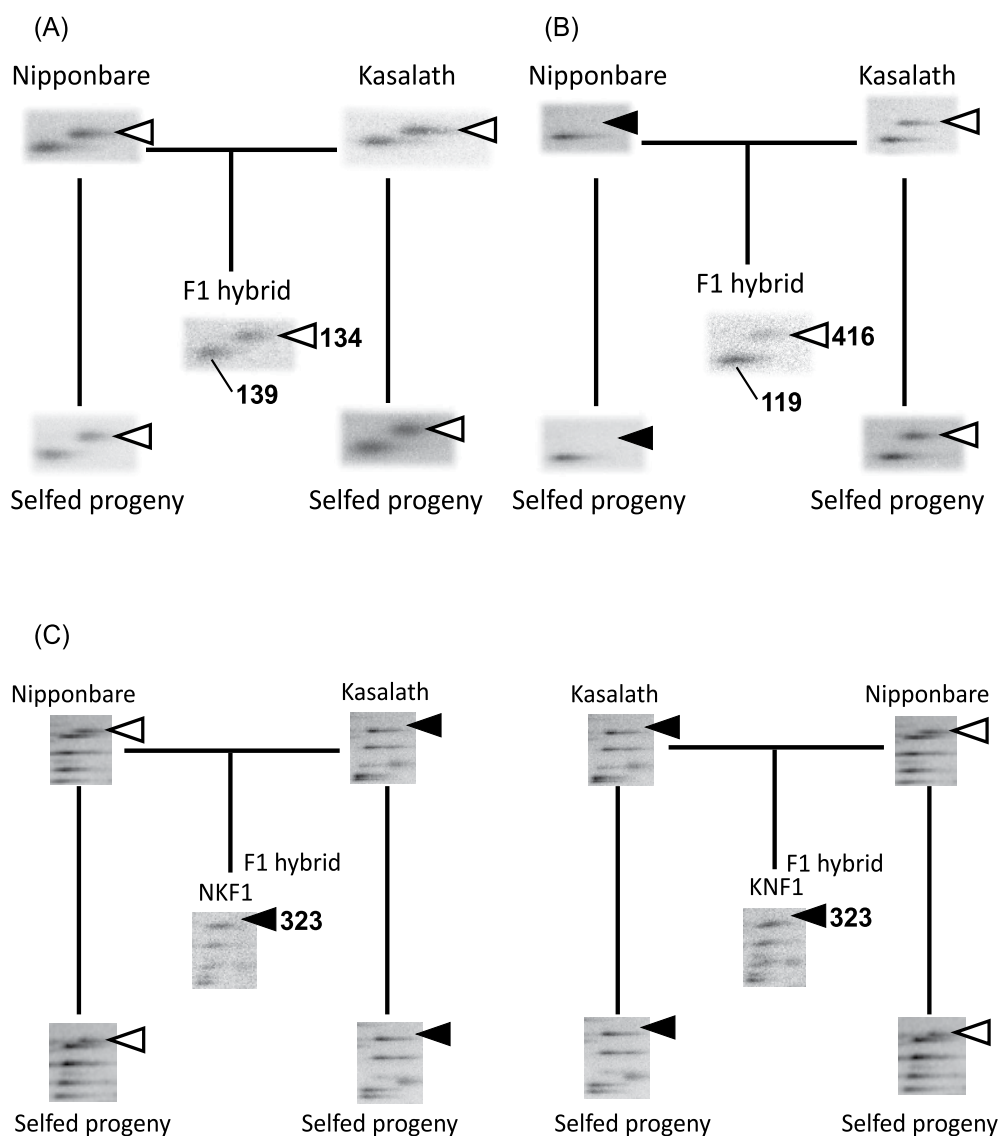 (A)
Nipponbare
Kasalath
F1 hybrid
134
139
Selfed progeny
Selfed progeny
(B)
Nipponbare
Kasalath
F1 hybrid
416
119
Selfed progeny
Selfed progeny
(C)
Nipponbare
Kasalath
F1 hybrid
NKF1
323
Selfed progeny
Selfed progeny
Kasalath
Nipponbare
F1 hybrid
KNF1
323
Selfed progeny
Selfed progeny